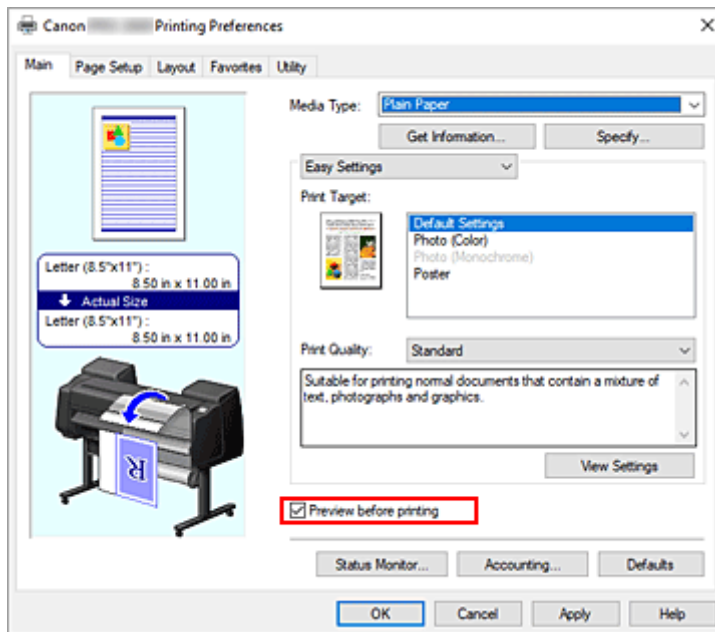 Canon Printing Preferences
Main Page Setup Layout Favorites Utility
Media Type: Plain Paper
Get Information... Specify...
Easy Settings
Print Target:
Default Settings
Photo (Color)
Photo (Monochrome)
Poster
Letter (8.5"x11") :
8.50 in x 11.00 in
Actual Size
Letter (8.5"x11") :
8.50 in x 11.00 in
R
Print Quality: Standard
Suitable for printing normal documents that contain a mixture of
text, photographs and graphics.
View Settings
Preview before printing
Status Monitor... Accounting... Defaults
OK Cancel Apply Help